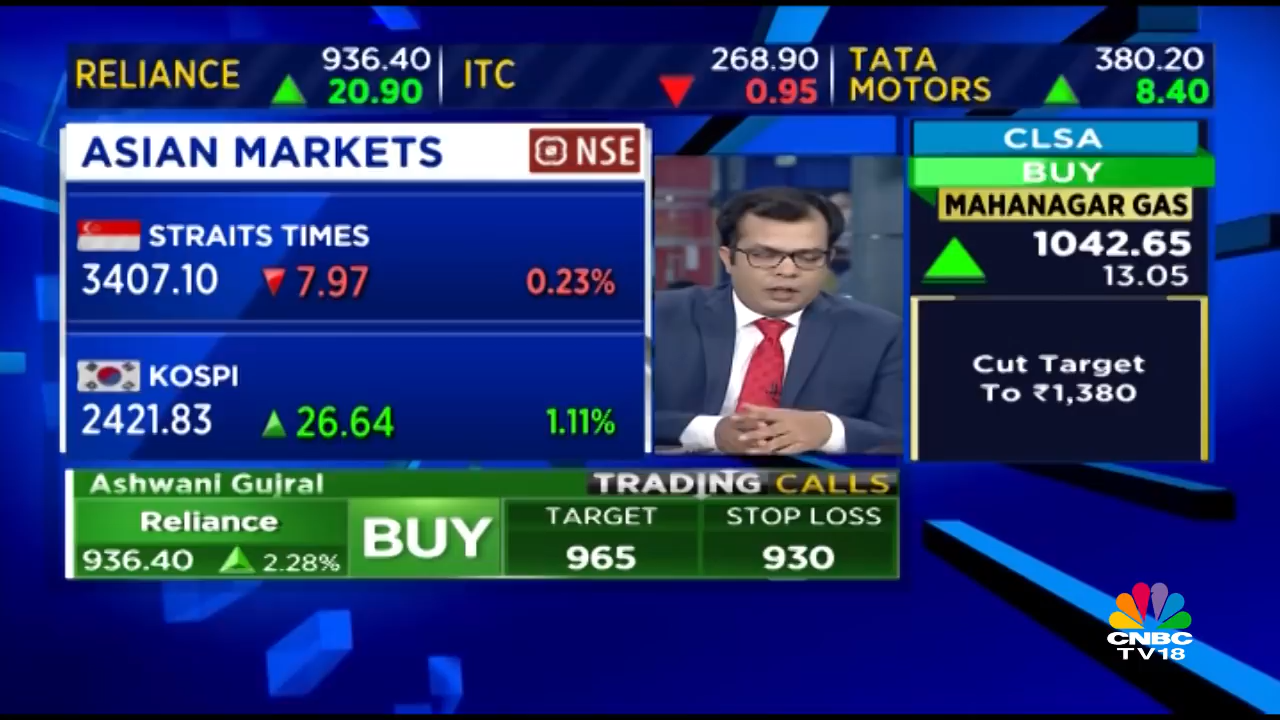 RELIANCE
936.40
20.90
ITC
268.90
0.95
TATA
MOTORS
380.20
8.40
ASIAN MARKETS
NSE
STRAITS TIMES
3407.10 7.97 0.23%
KOSPI
2421.83 26.64 1.11%
CLSA
BUY
MAHANAGAR GAS
1042.65
13.05
Cut Target
To ₹1,380
Ashwani Gujral
TRADING CALLS
Reliance
936.40 2.28%
BUY
TARGET
965
STOP LOSS
930
CNBC
TV18